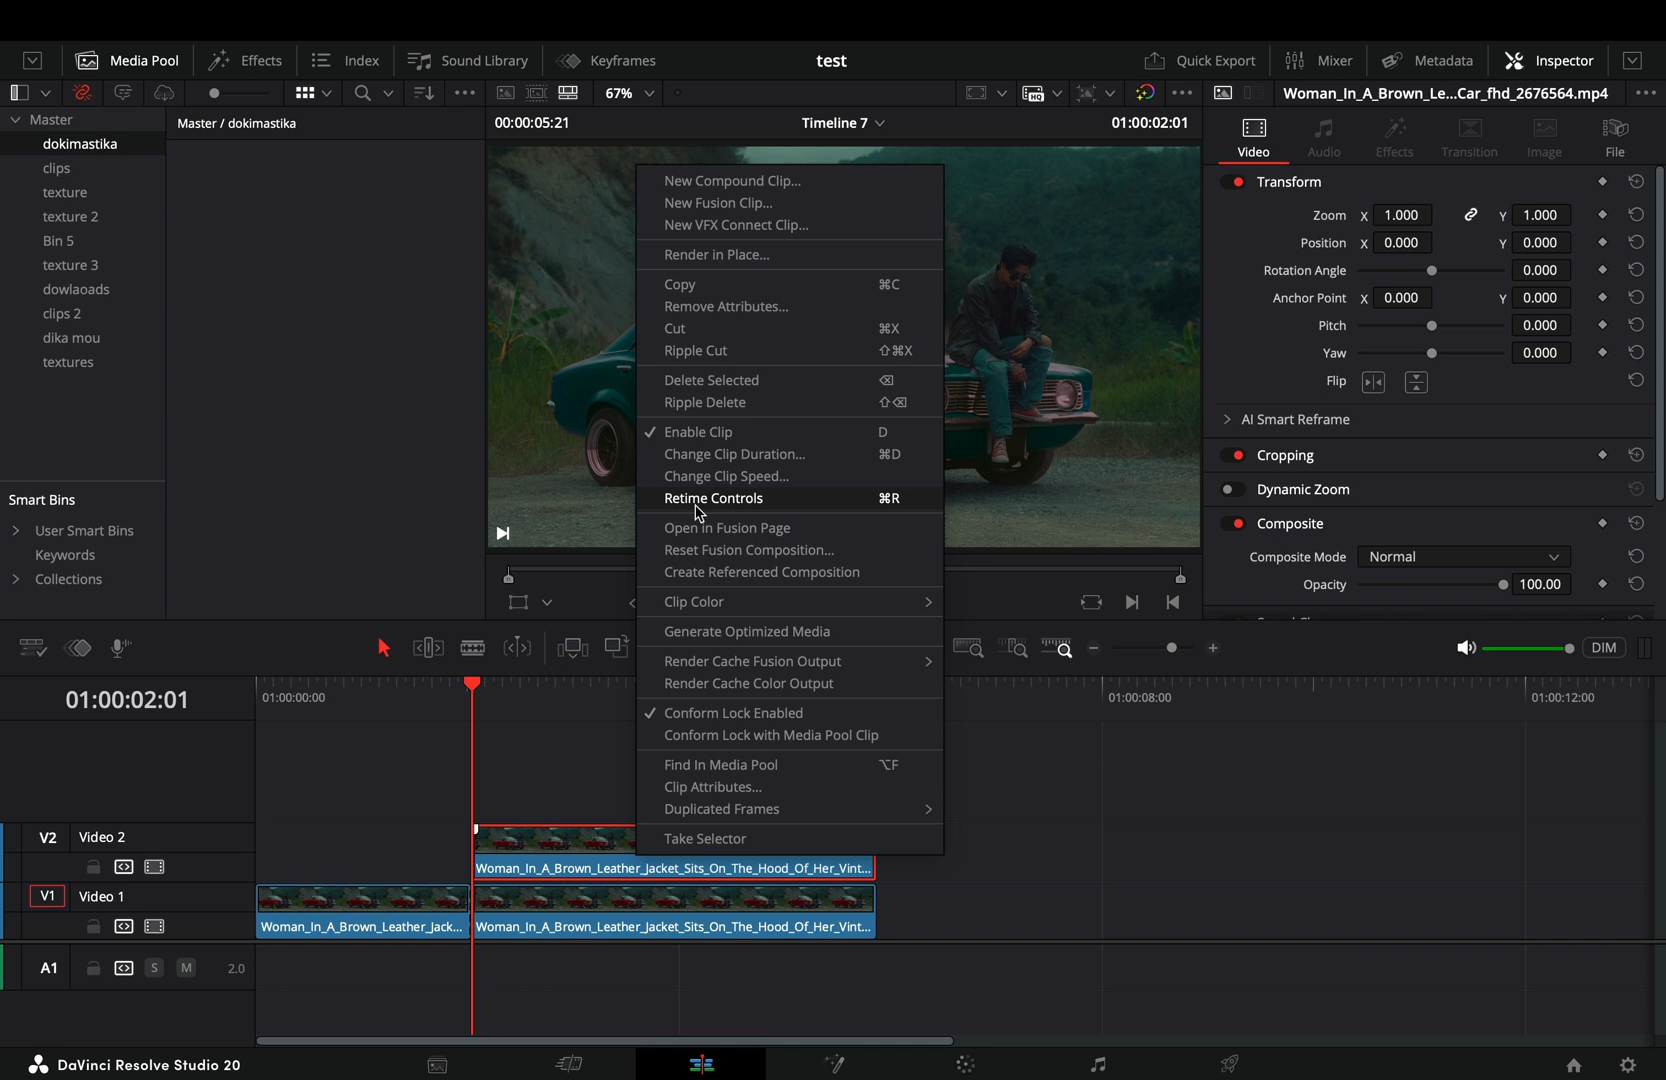 Media Pool
Effects
Index
Sound Library
Keyframes
test
Quick Export
Mixer
Metadata
Inspector
67%
Woman_In_A_Brown_Le...Car_fhd_2676564.mp4
Master
Master / dokimastika
00:00:05:21
Timeline 7
01:00:02:01
dokimastika
clips
texture
texture 2
Bin 5
texture 3
dowlaoads
clips 2
dika mou
textures
Smart Bins
User Smart Bins
Keywords
Collections
New Compound Clip...
New Fusion Clip...
New VFX Connect Clip...
Render in Place...
Copy ⌘C
Remove Attributes...
Cut ⌘X
Ripple Cut ⇧⌘X
Delete Selected ⌫
Ripple Delete ⇧⌫
Enable Clip D
Change Clip Duration... ⌘D
Change Clip Speed...
Retime Controls ⌘R
Open in Fusion Page
Reset Fusion Composition...
Create Referenced Composition
Clip Color
Generate Optimized Media
Render Cache Fusion Output
Render Cache Color Output
Conform Lock Enabled
Conform Lock with Media Pool Clip
Find In Media Pool ⌥F
Clip Attributes...
Duplicated Frames
Take Selector
Video
Audio
Effects
Transition
Image
File
Transform
Zoom X 1.000 Y 1.000
Position X 0.000 Y 0.000
Rotation Angle 0.000
Anchor Point X 0.000 Y 0.000
Pitch 0.000
Yaw 0.000
Flip
AI Smart Reframe
Cropping
Dynamic Zoom
Composite
Composite Mode Normal
Opacity 100.00
DIM
01:00:02:01
01:00:00:00
01:00:08:00
01:00:12:00
V2 Video 2
Woman_In_A_Brown_Leather_Jacket_Sits_On_The_Hood_Of_Her_Vint...
V1 Video 1
Woman_In_A_Brown_Leather_Jack...
Woman_In_A_Brown_Leather_Jacket_Sits_On_The_Hood_Of_Her_Vint...
A1 S M 2.0
DaVinci Resolve Studio 20